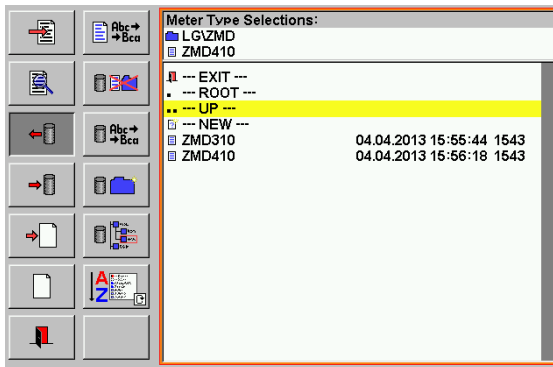 Meter Type Selections:
LG\ZMD
ZMD410
--- EXIT ---
--- ROOT ---
--- UP ---
--- NEW ---
ZMD310 04.04.2013 15:55:44 1543
ZMD410 04.04.2013 15:56:18 1543
Abc
Bca
Abc
Bca
A
Z